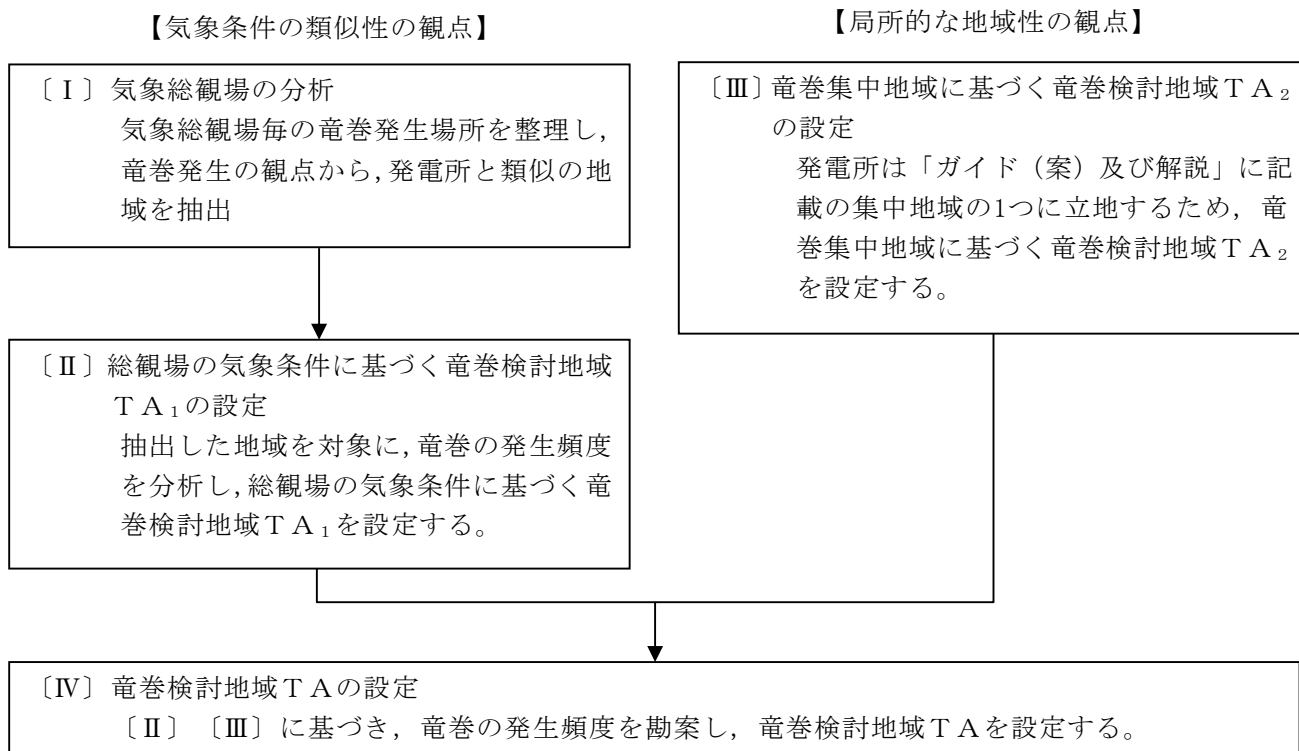 【気象条件の類似性の観点】
〔Ⅰ〕気象総観場の分析
気象総観場毎の竜巻発生場所を整理し,
竜巻発生の観点から,発電所と類似の地
域を抽出
〔Ⅱ〕総観場の気象条件に基づく竜巻検討地域
ＴＡ₁の設定
抽出した地域を対象に,竜巻の発生頻度
を分析し,総観場の気象条件に基づく竜
巻検討地域ＴＡ₁を設定する。
【局所的な地域性の観点】
〔Ⅲ〕竜巻集中地域に基づく竜巻検討地域ＴＡ₂
の設定
発電所は「ガイド（案）及び解説」に記
載の集中地域の1つに立地するため，竜
巻集中地域に基づく竜巻検討地域ＴＡ₂
を設定する。
〔Ⅳ〕竜巻検討地域ＴＡの設定
〔Ⅱ〕〔Ⅲ〕に基づき，竜巻の発生頻度を勘案し，竜巻検討地域ＴＡを設定する。